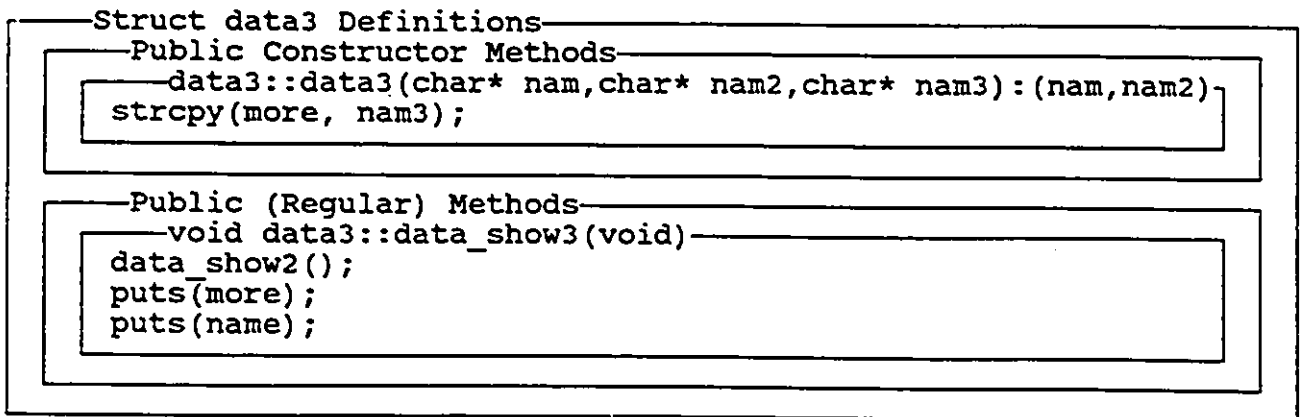 Struct data3 Definitions
Public Constructor Methods
data3::data3(char* nam,char* nam2,char* nam3):(nam,nam2)
strcpy(more, nam3);
Public (Regular) Methods
void data3::data_show3(void)
data_show2();
puts(more);
puts(name);